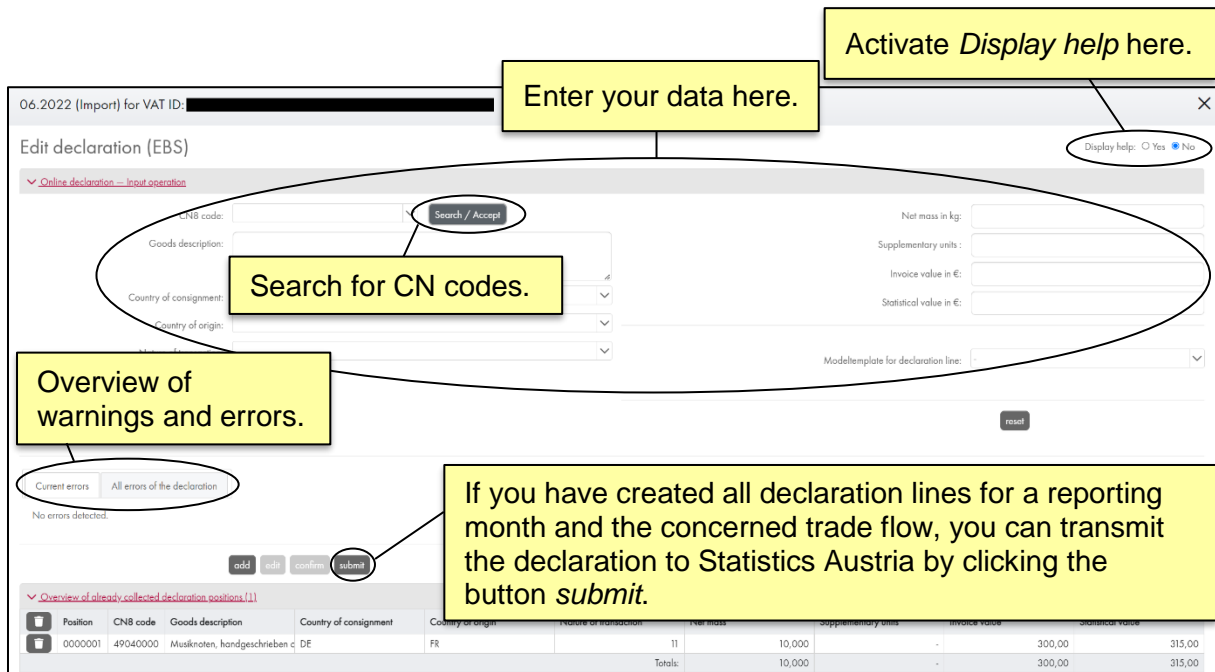 Activate Display help here.
Enter your data here.
06.2022 (Import) for VAT ID:
Edit declaration (EBS)
Display help: Yes No
Online declaration — Input operation
CN8 code:
Search / Accept
Net mass in kg:
Goods description:
Supplementary units :
Search for CN codes.
Invoice value in €:
Country of consignment:
Statistical value in €:
Country of origin:
Modeltemplate for declaration line: -
Overview of
warnings and errors.
reset
Current errors All errors of the declaration
No errors detected.
If you have created all declaration lines for a reporting
month and the concerned trade flow, you can transmit
the declaration to Statistics Austria by clicking the
button submit.
add edit confirm submit
Overview of already collected declaration positions (1)
Position CN8 code Goods description Country of consignment Country of origin Nature of transaction Net mass Supplementary units Invoice value Statistical value
0000001 49040000 Musiknoten, handgeschrieben o DE FR 11 10,000 - 300,00 315,00
Totals: 10,000 - 300,00 315,00